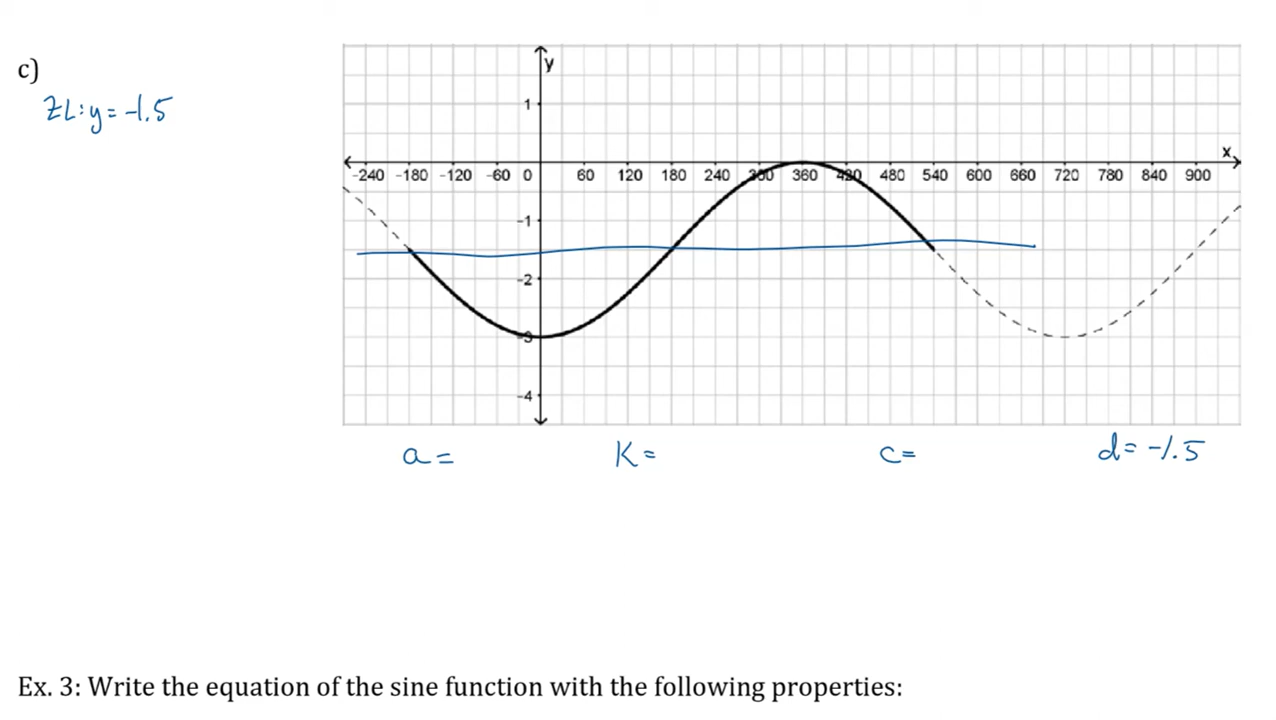 c)
ZL: y = -1.5
y
1
x
-240 -180 -120 -60 0 60 120 180 240 300 360 420 480 540 600 660 720 780 840 900
-1
-2
-3
-4
a = K = c = d = -1.5
Ex. 3: Write the equation of the sine function with the following properties: